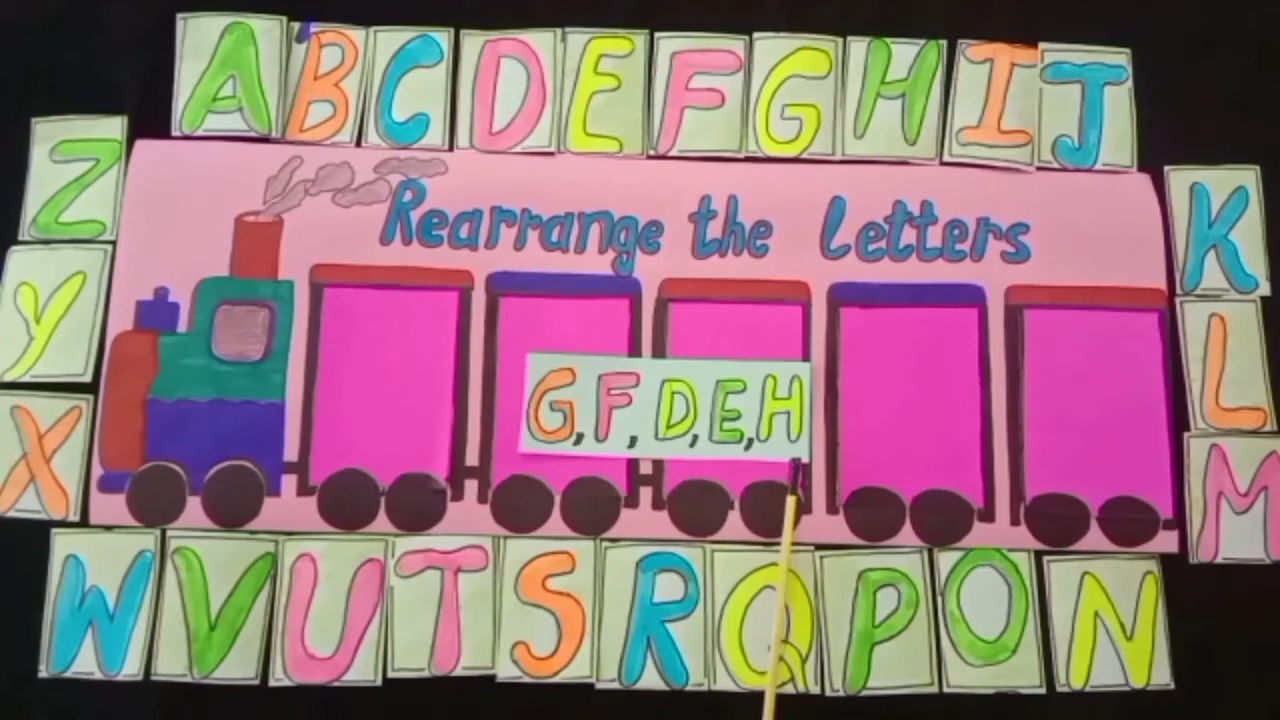 A B C D E F G H I J
Rearrange the Letters
Z
K
Y
L
G, F, D, E, H
X
M
W V U T S R Q P O N